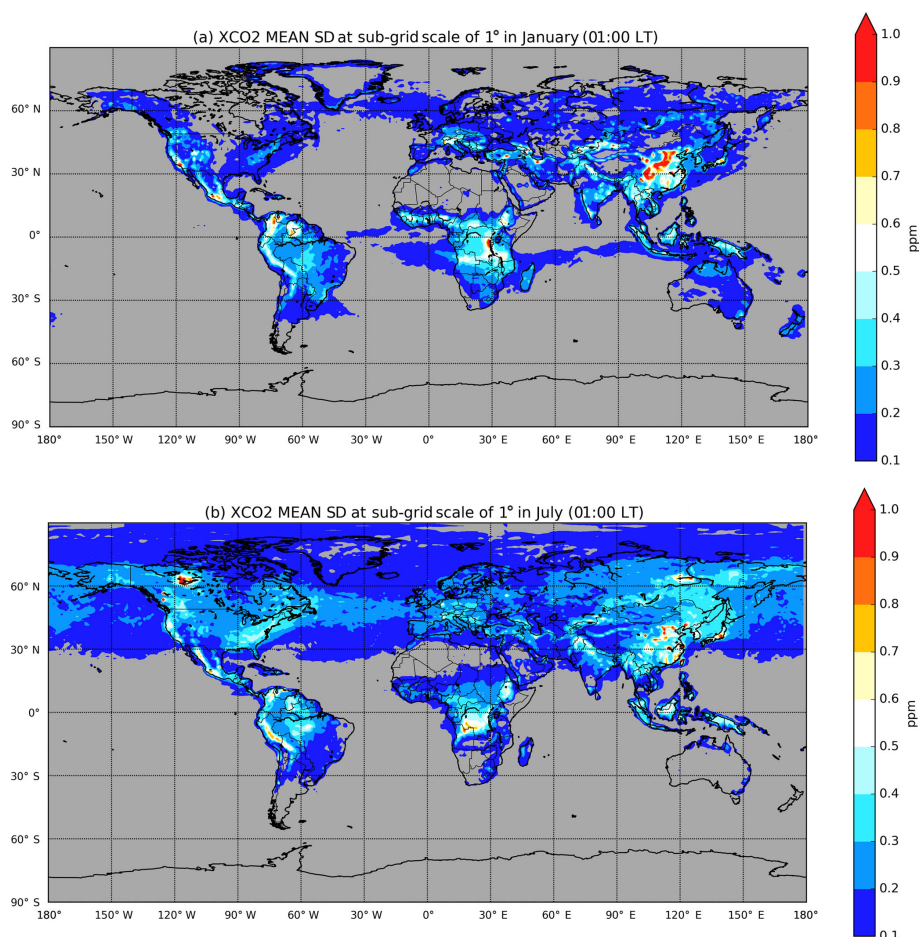 (a) XCO2 MEAN SD at sub-grid scale of 1° in January (01:00 LT)
60° N
30° N
0°
30° S
60° S
90° S
180° 150° W 120° W 90° W 60° W 30° W 0° 30° E 60° E 90° E 120° E 150° E 180°
1.0
0.9
0.8
0.7
0.6
0.5
0.4
0.3
0.2
0.1
ppm
(b) XCO2 MEAN SD at sub-grid scale of 1° in July (01:00 LT)
60° N
30° N
0°
30° S
60° S
90° S
180° 150° W 120° W 90° W 60° W 30° W 0° 30° E 60° E 90° E 120° E 150° E 180°
1.0
0.9
0.8
0.7
0.6
0.5
0.4
0.3
0.2
0.1
ppm